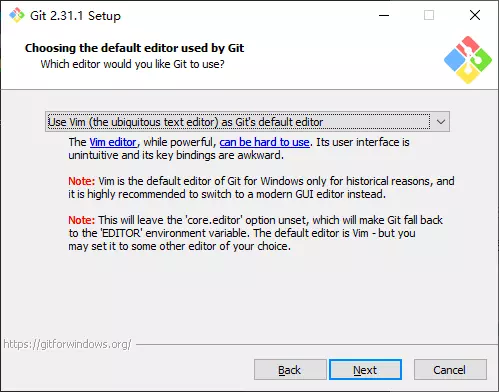 Git 2.31.1 Setup
Choosing the default editor used by Git
Which editor would you like Git to use?
Use Vim (the ubiquitous text editor) as Git's default editor
The Vim editor, while powerful, can be hard to use. Its user interface is
unintuitive and its key bindings are awkward.
Note: Vim is the default editor of Git for Windows only for historical reasons, and
it is highly recommended to switch to a modern GUI editor instead.
Note: This will leave the 'core.editor' option unset, which will make Git fall back
to the 'EDITOR' environment variable. The default editor is Vim - but you
may set it to some other editor of your choice.
https://gitforwindows.org/
Back Next Cancel